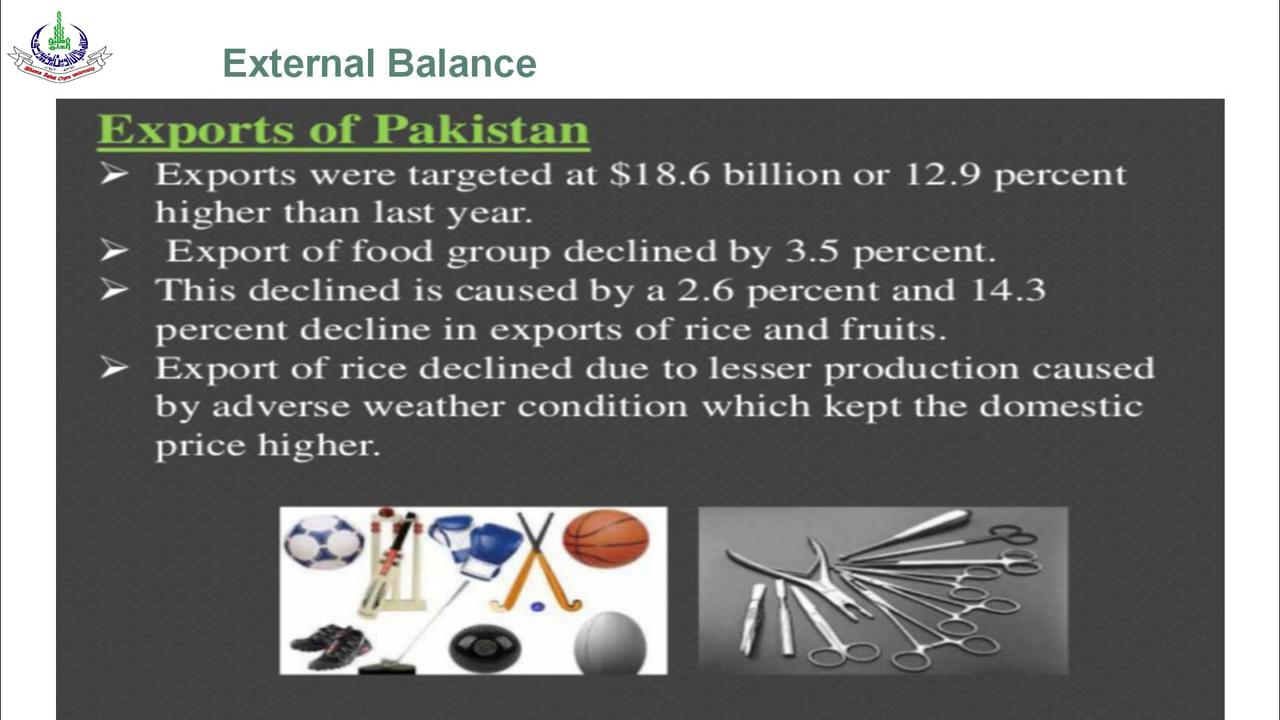 External Balance
Exports of Pakistan
➢ Exports were targeted at $18.6 billion or 12.9 percent
higher than last year.
➢ Export of food group declined by 3.5 percent.
➢ This declined is caused by a 2.6 percent and 14.3
percent decline in exports of rice and fruits.
➢ Export of rice declined due to lesser production caused
by adverse weather condition which kept the domestic
price higher.